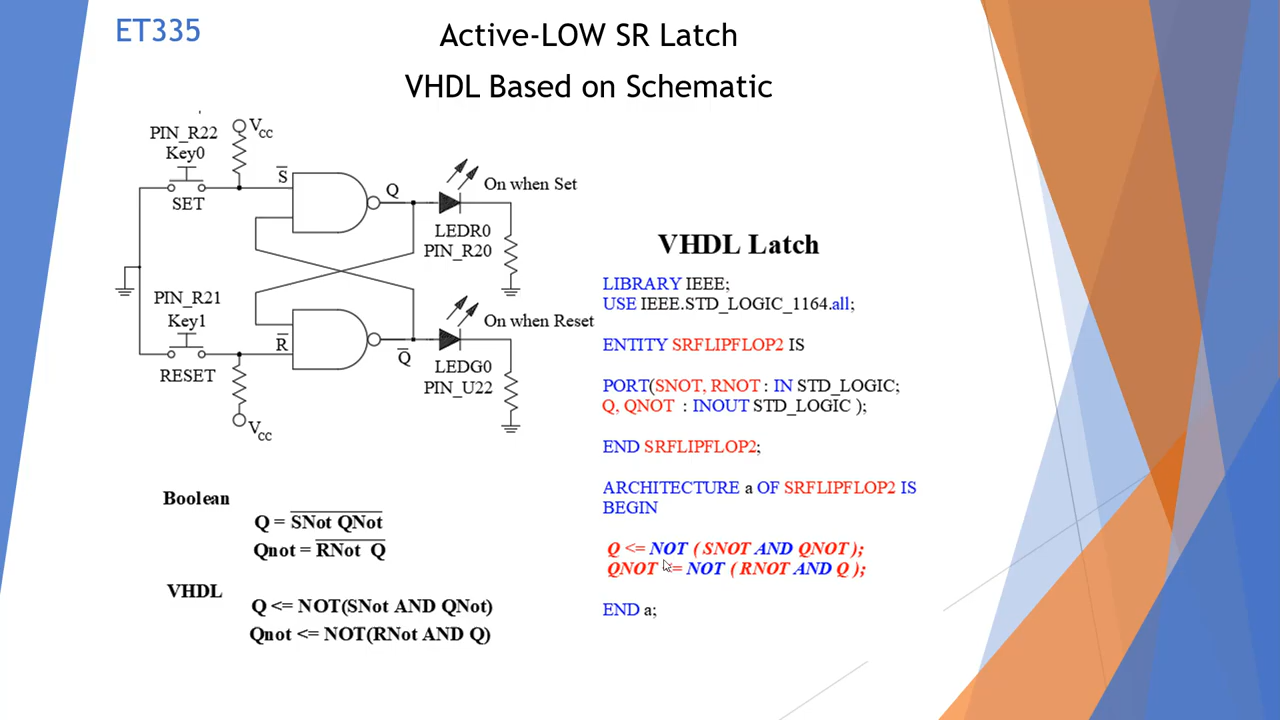 ET335
Active-LOW SR Latch
VHDL Based on Schematic
PIN_R22
Key0
VCC
S̅
SET
Q
On when Set
LEDR0
PIN_R20
PIN_R21
Key1
R̅
RESET
Q̅
On when Reset
LEDG0
PIN_U22
VCC
Boolean
Q = S̅N̅o̅t̅ ̅Q̅N̅o̅t̅
Qnot = R̅N̅o̅t̅ ̅Q̅
VHDL
Q <= NOT(SNot AND QNot)
Qnot <= NOT(RNot AND Q)
VHDL Latch
LIBRARY IEEE;
USE IEEE.STD_LOGIC_1164.all;
ENTITY SRFLIPFLOP2 IS
PORT(SNOT, RNOT : IN STD_LOGIC;
Q, QNOT : INOUT STD_LOGIC );
END SRFLIPFLOP2;
ARCHITECTURE a OF SRFLIPFLOP2 IS
BEGIN
Q <= NOT ( SNOT AND QNOT );
QNOT <= NOT ( RNOT AND Q );
END a;